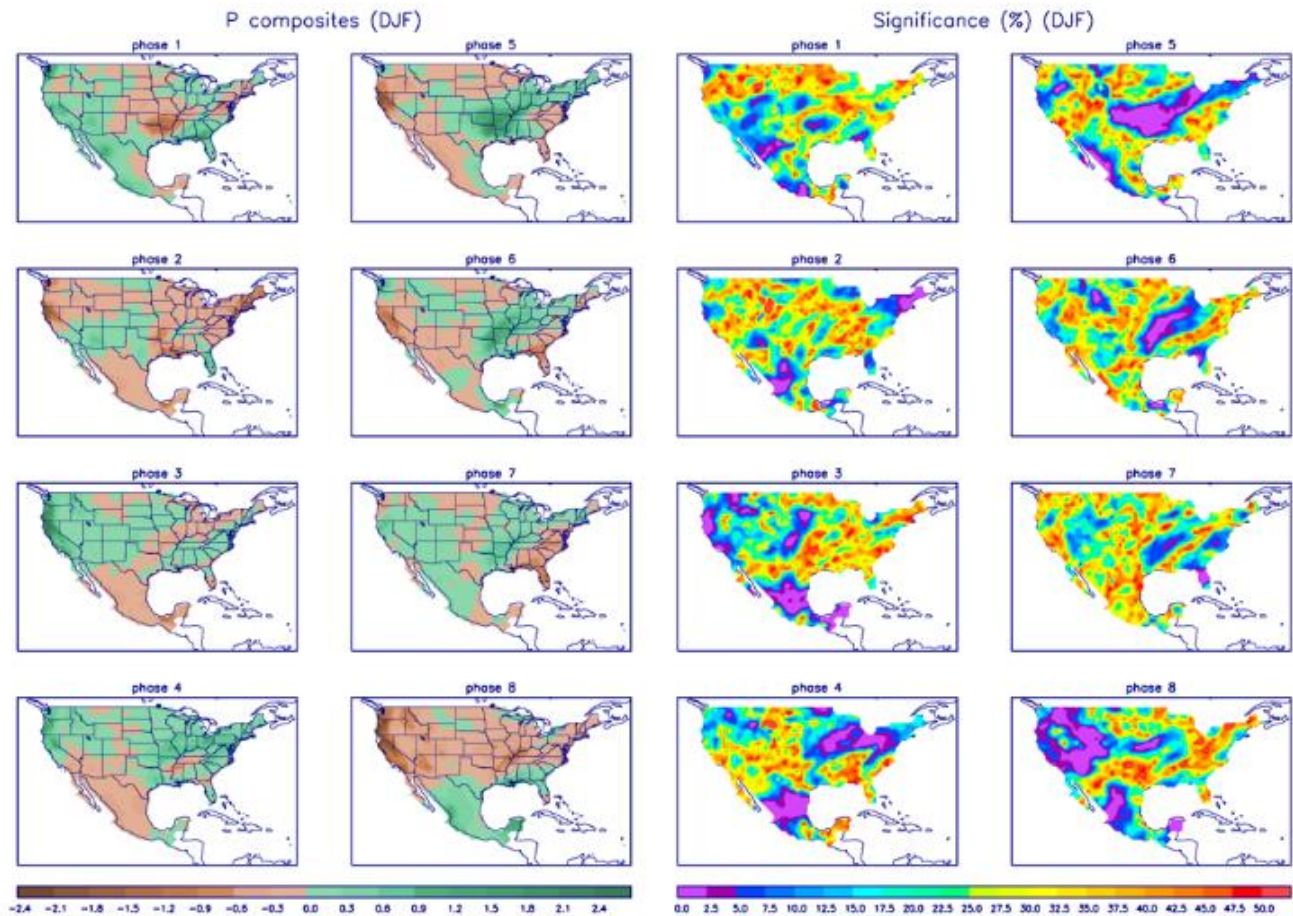 P composites (DJF)
Significance (%) (DJF)
phase 1
phase 5
phase 1
phase 5
phase 2
phase 6
phase 2
phase 6
phase 3
phase 7
phase 3
phase 7
phase 4
phase 8
phase 4
phase 8
-2.4 -2.1 -1.8 -1.5 -1.2 -0.9 -0.6 -0.3 0.0 0.3 0.6 0.9 1.2 1.5 1.8 2.1 2.4
0.0 2.5 5.0 7.5 10.0 12.5 15.0 17.5 20.0 22.5 25.0 27.5 30.0 32.5 35.0 37.5 40.0 42.5 45.0 47.5 50.0